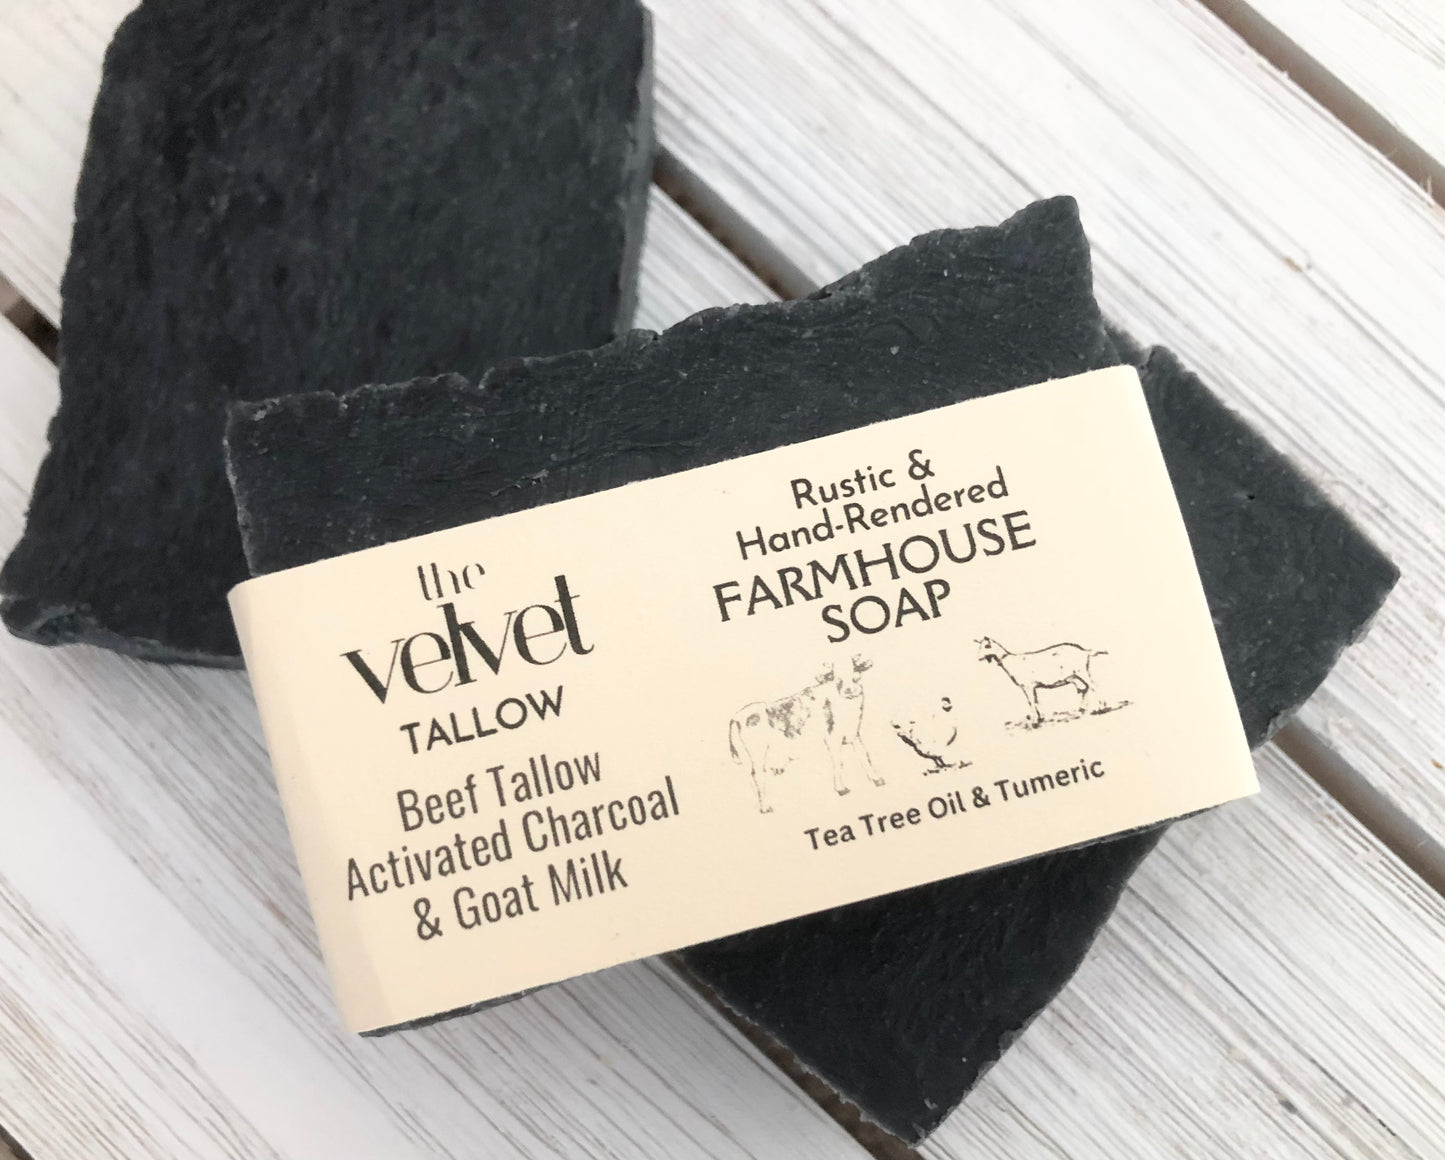 the
velvet
TALLOW
Beef Tallow
Activated Charcoal
& Goat Milk
Rustic &
Hand-Rendered
FARMHOUSE
SOAP
Tea Tree Oil & Tumeric